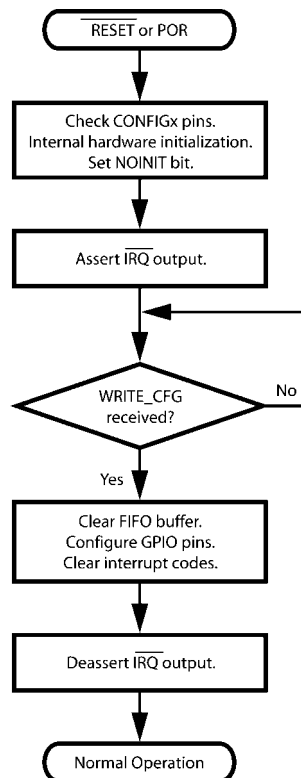 RESET or POR
Check CONFIGx pins.
Internal hardware initialization.
Set NOINIT bit.
Assert IRQ output.
WRITE_CFG
received?
No
Yes
Clear FIFO buffer.
Configure GPIO pins.
Clear interrupt codes.
Deassert IRQ output.
Normal Operation